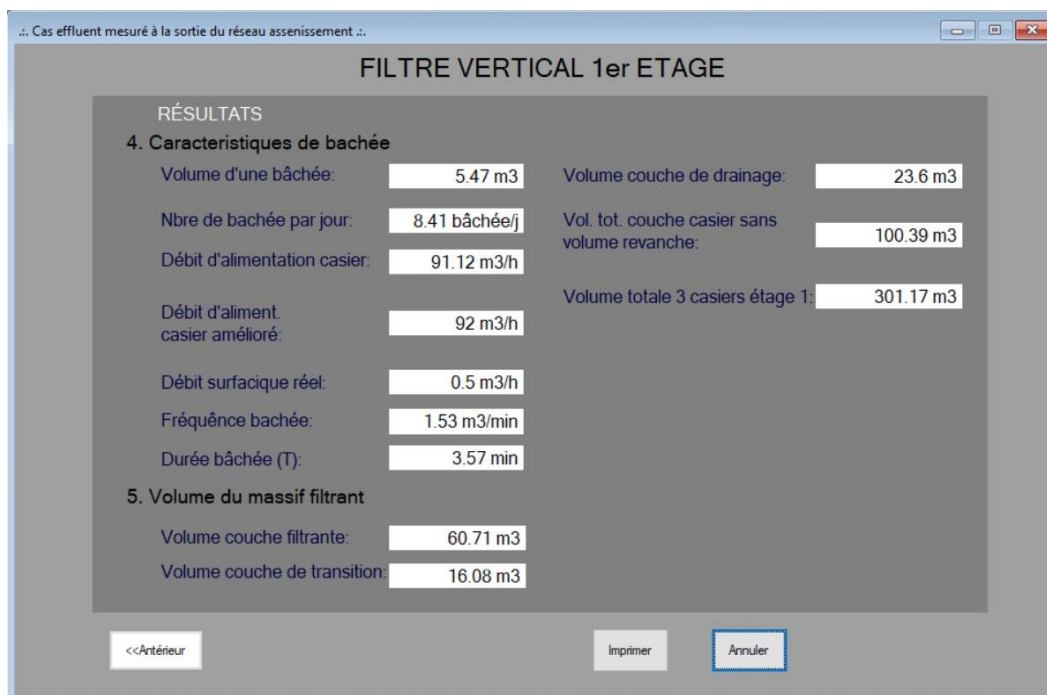 .:. Cas effluent mesuré à la sortie du réseau assenissement .:.
FILTRE VERTICAL 1er ETAGE
RÉSULTATS
4. Caracteristiques de bachée
Volume d'une bâchée: 5.47 m3
Nbre de bachée par jour: 8.41 bâchée/j
Débit d'alimentation casier: 91.12 m3/h
Débit d'aliment.
casier amélioré: 92 m3/h
Débit surfacique réel: 0.5 m3/h
Fréquênce bachée: 1.53 m3/min
Durée bâchée (T): 3.57 min
5. Volume du massif filtrant
Volume couche filtrante: 60.71 m3
Volume couche de transition: 16.08 m3
Volume couche de drainage: 23.6 m3
Vol. tot. couche casier sans
volume revanche: 100.39 m3
Volume totale 3 casiers étage 1: 301.17 m3
<<Antérieur
Imprimer
Annuler